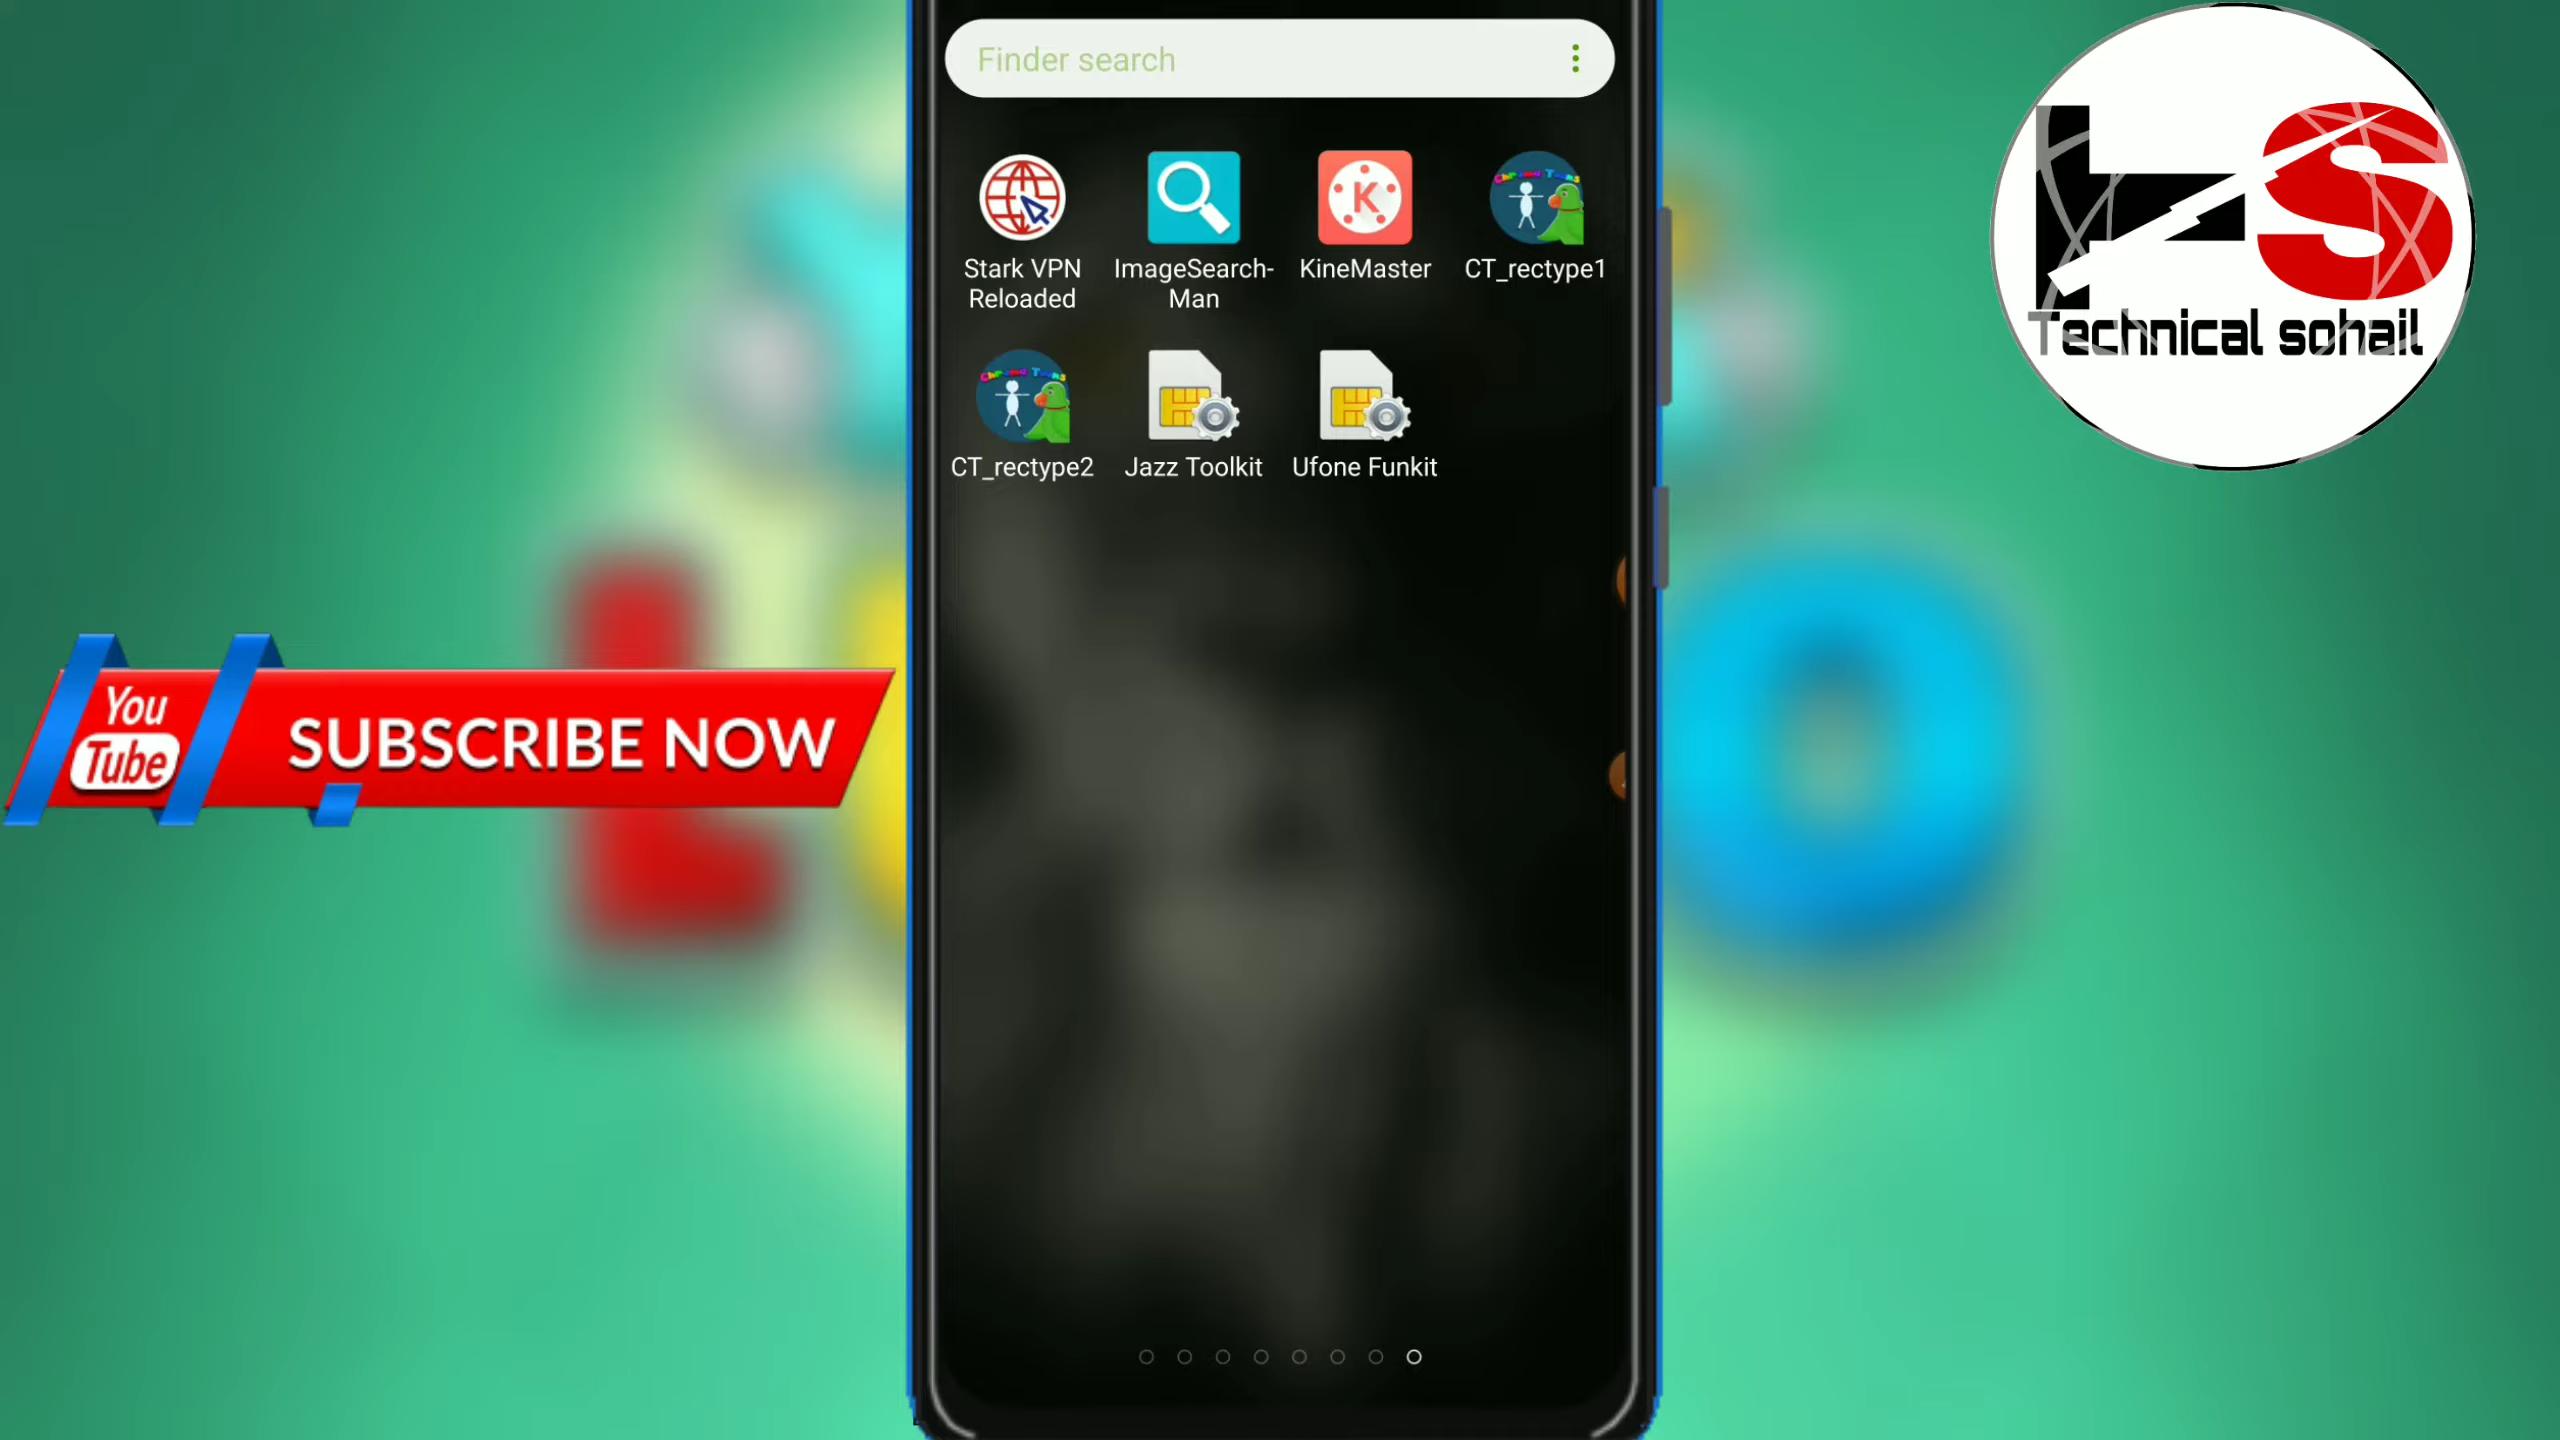 Finder search
Stark VPN
Reloaded
ImageSearch-
Man
KineMaster
CT_rectype1
CT_rectype2
Jazz Toolkit
Ufone Funkit
You
Tube
SUBSCRIBE NOW
S
Technical sohail